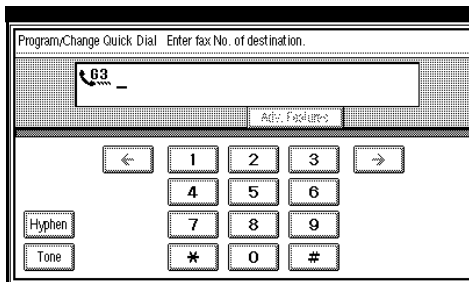 Program/Change Quick Dial Enter fax No. of destination.
G3 _
Adv. Features
← 1 2 3 →
4 5 6
Hyphen 7 8 9
Tone * 0 #